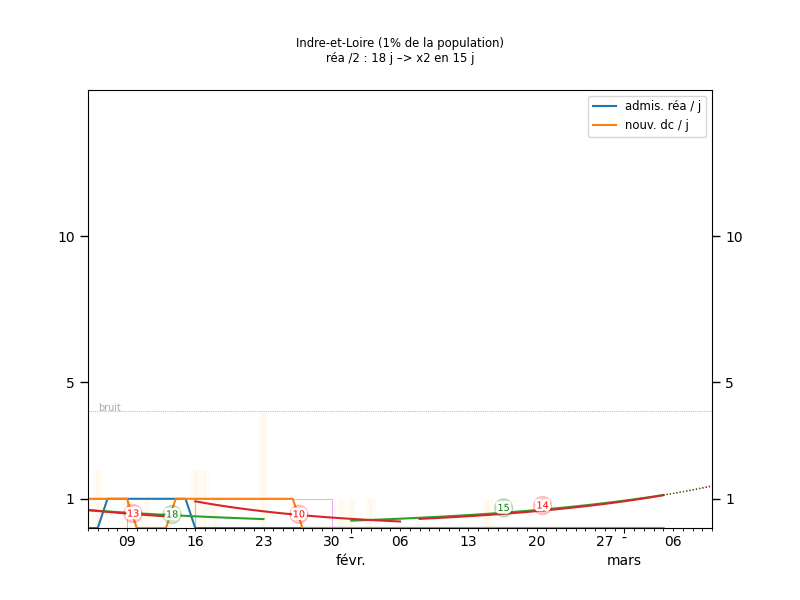 Indre-et-Loire (1% de la population)
réa /2 : 18 j –> x2 en 15 j
admis. réa / j
nouv. dc / j
10 10
5 5
bruit
1 1
13 18 10 15 14
09 16 23 30 - 06 13 20 27 - 06
févr. mars